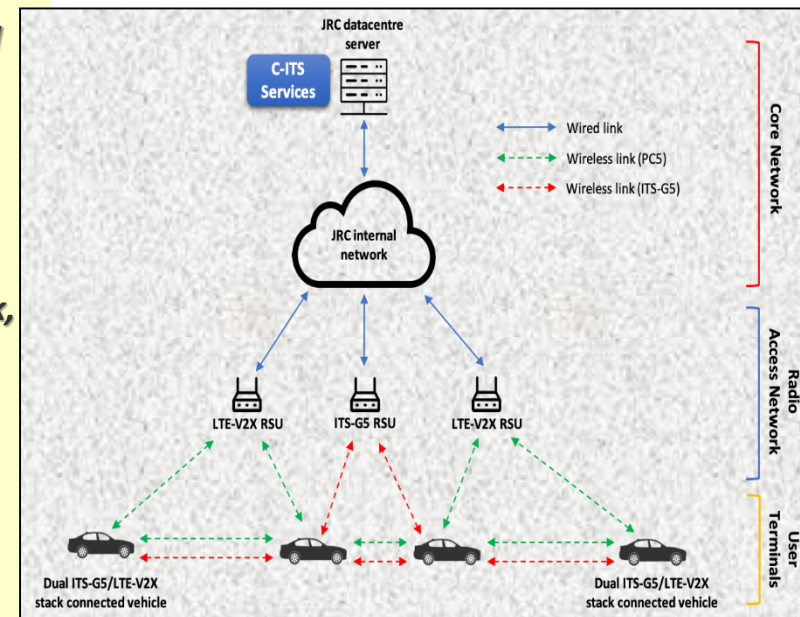 JRC datacentre
server
C-ITS
Services
Wired link
Wireless link (PC5)
Wireless link (ITS-G5)
JRC internal
network
Core Network
LTE-V2X RSU
ITS-G5 RSU
LTE-V2X RSU
Radio
Access Network
User
Terminals
Dual ITS-G5/LTE-V2X
stack connected vehicle
Dual ITS-G5/LTE-V2X
stack connected vehicle